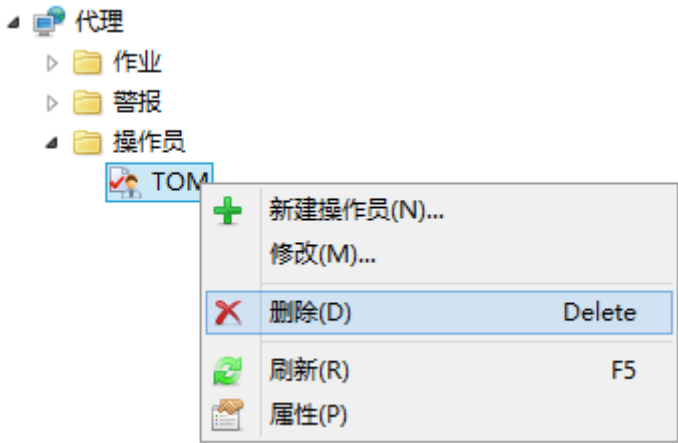 代理
作业
警报
操作员
TOM
新建操作员(N)...
修改(M)...
删除(D) Delete
刷新(R) F5
属性(P)